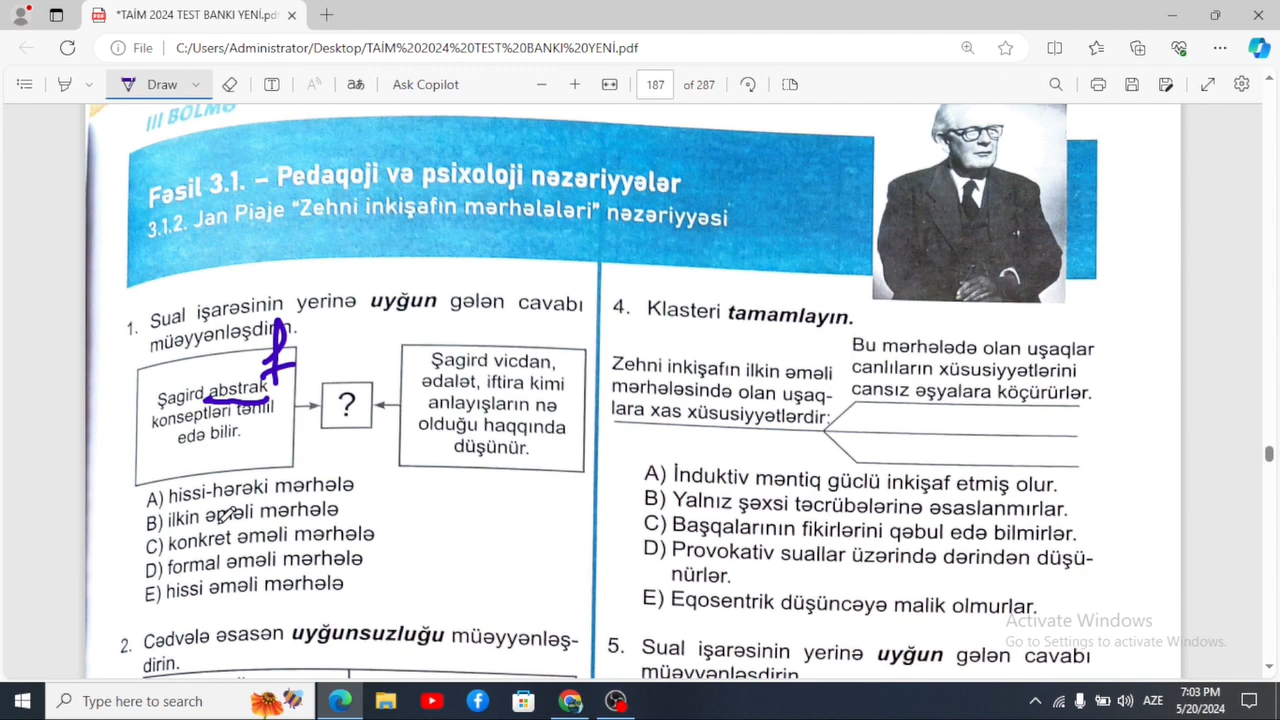 *TAİM 2024 TEST BANKI YENİ.pdf
File
C:/Users/Administrator/Desktop/TAİM%202024%20TEST%20BANKI%20YENİ.pdf
Draw
Ask Copilot
187 of 287
III BÖLMƏ
Fəsil 3.1. – Pedaqoji və psixoloji nəzəriyyələr
3.1.2. Jan Piaje "Zehni inkişafın mərhələləri" nəzəriyyəsi
1. Sual işarəsinin yerinə uyğun gələn cavabı
müəyyənləşdirin.
f
Şagird abstrak
konseptləri təhlil
edə bilir.
?
Şagird vicdan,
ədalət, iftira kimi
anlayışların nə
olduğu haqqında
düşünür.
A) hissi-hərəki mərhələ
B) ilkin əməli mərhələ
C) konkret əməli mərhələ
D) formal əməli mərhələ
E) hissi əməli mərhələ
2. Cədvələ əsasən uyğunsuzluğu müəyyənləş-
dirin.
4. Klasteri tamamlayın.
Zehni inkişafın ilkin əməli
mərhələsində olan uşaq-
lara xas xüsusiyyətlərdir:
Bu mərhələdə olan uşaqlar
canlıların xüsusiyyətlərini
cansız əşyalara köçürürlər.
A) İnduktiv məntiq güclü inkişaf etmiş olur.
B) Yalnız şəxsi təcrübələrinə əsaslanmırlar.
C) Başqalarının fikirlərini qəbul edə bilmirlər.
D) Provokativ suallar üzərində dərindən düşü-
nürlər.
E) Eqosentrik düşüncəyə malik olmurlar.
5. Sual işarəsinin yerinə uyğun gələn cavabı
müəyyənləşdirin
Activate Windows
Go to Settings to activate Windows.
Type here to search
AZE
7:03 PM
5/20/2024